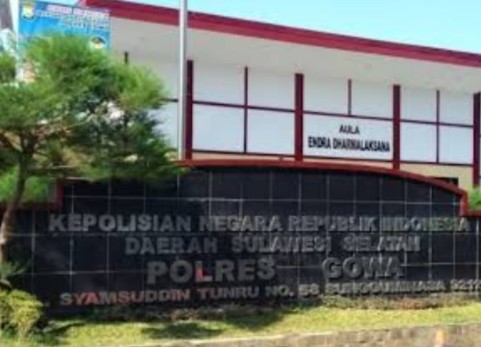 AULA
ENDRA DHARMALAKSANA
KEPOLISIAN NEGARA REPUBLIK INDONESIA
DAERAH SULAWESI SELATAN
POLRES GOWA
SYAMSUDDIN TUNRU NO. 58 SUNGGUMINASA